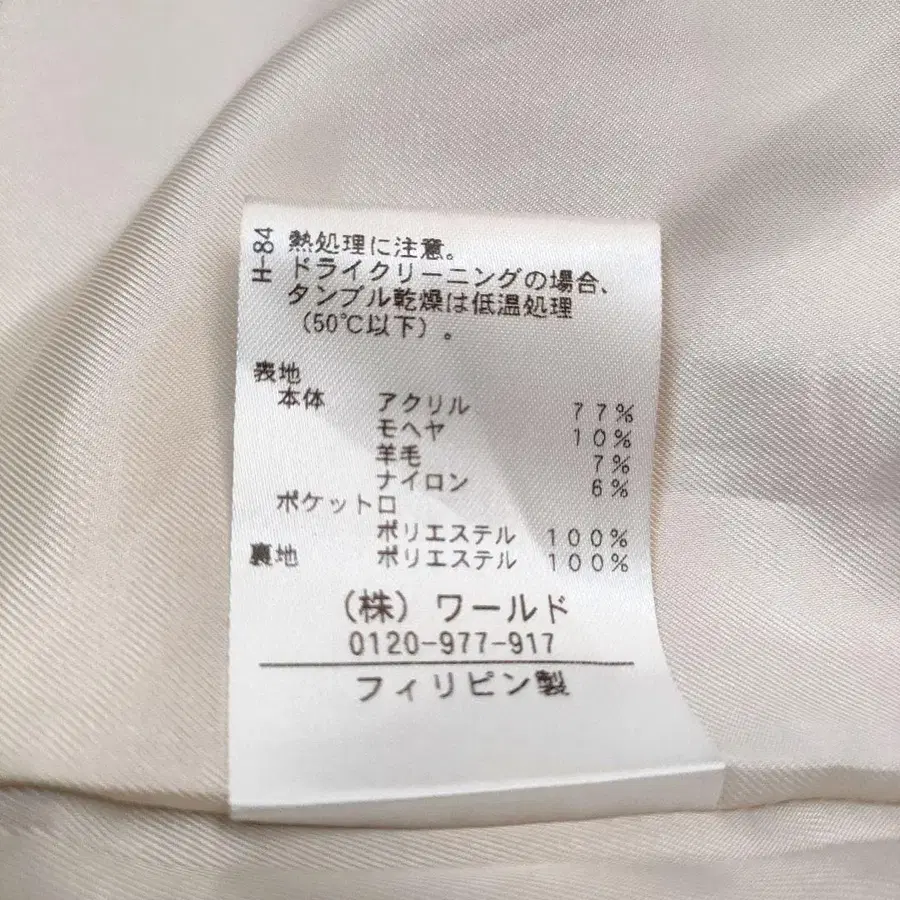 H-84
熱処理に注意。
ドライクリーニングの場合、
タンブル乾燥は低温処理
(50℃以下)。
表地
本体 アクリル 77%
モヘヤ 10%
羊毛 7%
ナイロン 6%
ポケット口
ポリエステル 100%
裏地 ポリエステル 100%
(株)ワールド
0120-977-917
フィリピン製